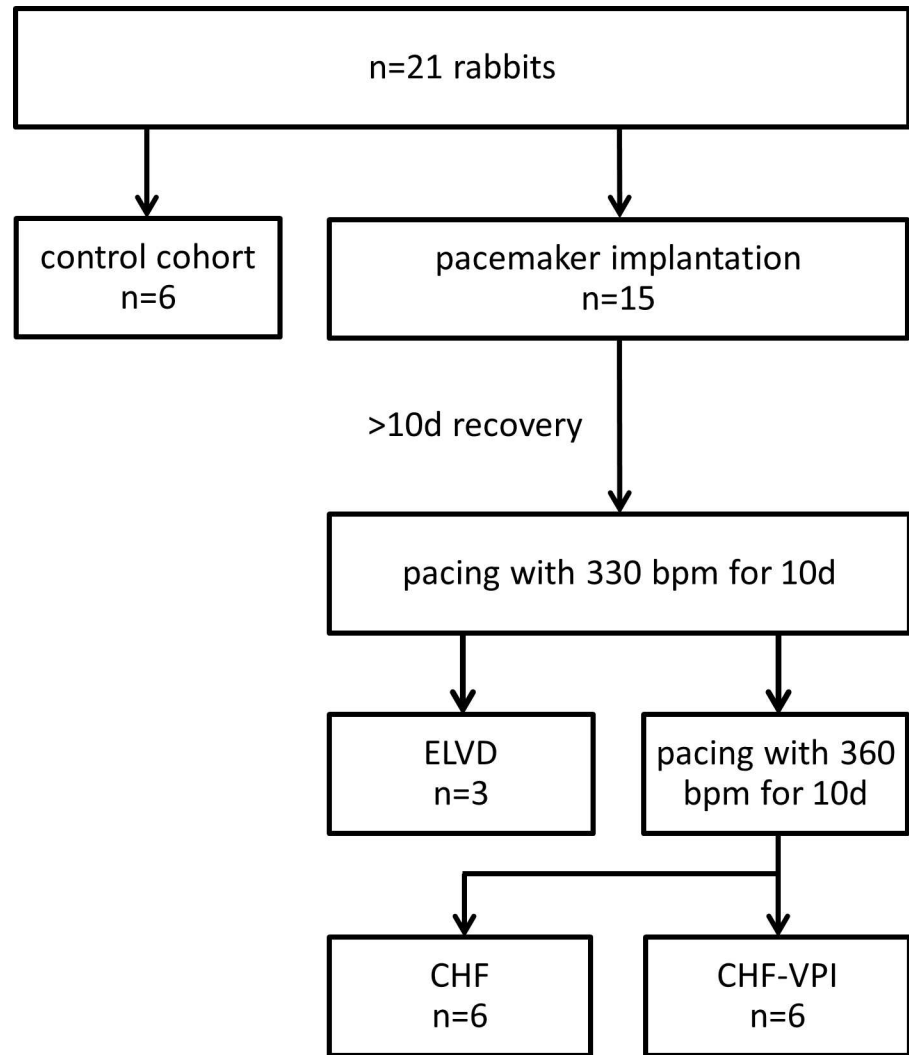 n=21 rabbits
control cohort
n=6
pacemaker implantation
n=15
>10d recovery
pacing with 330 bpm for 10d
ELVD
n=3
pacing with 360
bpm for 10d
CHF
n=6
CHF-VPI
n=6